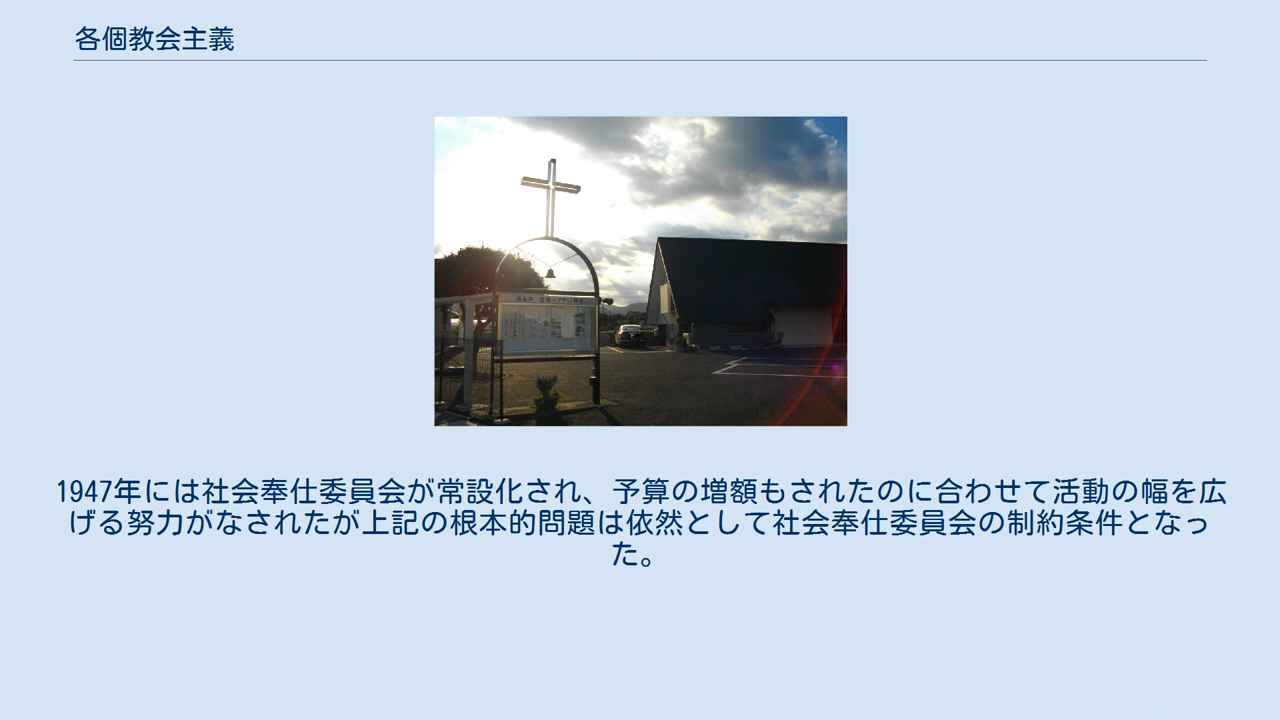 各個教会主義
1947年には社会奉仕委員会が常設化され、予算の増額もされたのに合わせて活動の幅を広
げる努力がなされたが上記の根本的問題は依然として社会奉仕委員会の制約条件となっ
た。